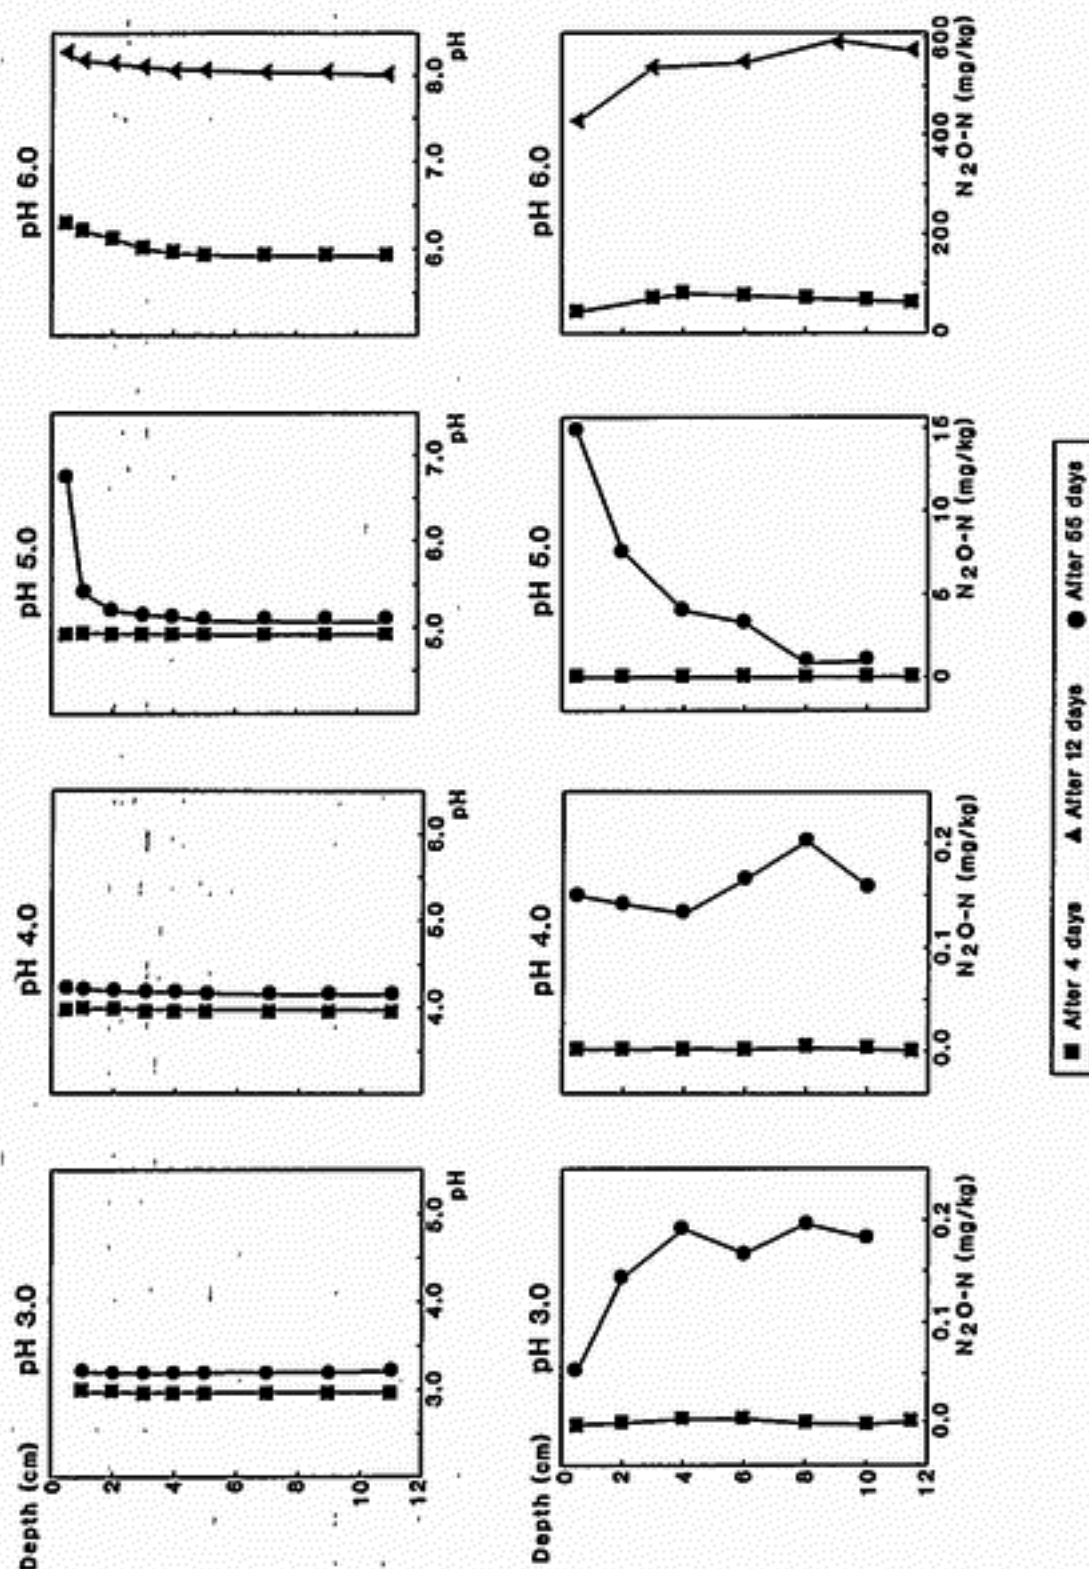 Depth (cm) pH 3.0 pH 4.0 pH 5.0 pH 6.0
0
2
4
6
8
10
12
3.0 4.0 5.0 4.0 5.0 6.0 5.0 6.0 7.0 6.0 7.0 8.0
pH pH pH pH
Depth (cm) pH 3.0 pH 4.0 pH 5.0 pH 6.0
0
2
4
6
8
10
12
0.0 0.1 0.2 0.0 0.1 0.2 0 5 10 15 0 200 400 600
N2O-N (mg/kg) N2O-N (mg/kg) N2O-N (mg/kg) N2O-N (mg/kg)
■ After 4 days ▲ After 12 days ● After 55 days